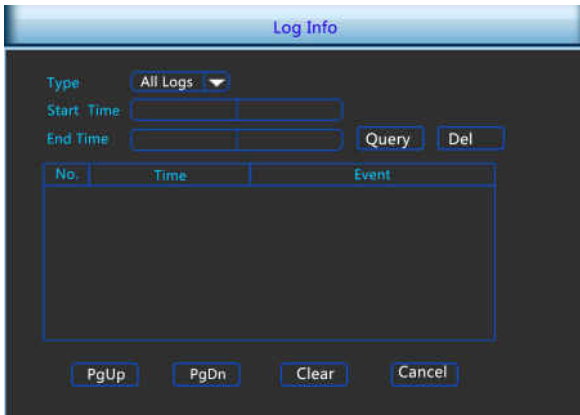 Log Info
Type All Logs
Start Time
End Time Query Del
No. Time Event
PgUp PgDn Clear Cancel